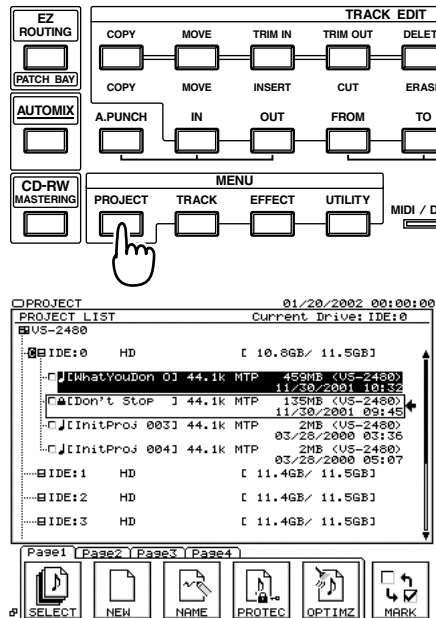 EZ ROUTING
PATCH BAY
AUTOMIX
CD-RW MASTERING
TRACK EDIT
COPY MOVE TRIM IN TRIM OUT DELET
COPY MOVE INSERT CUT ERAS
A.PUNCH IN OUT FROM TO
MENU
PROJECT TRACK EFFECT UTILITY
MIDI / D
PROJECT 01/20/2002 00:00:00
PROJECT LIST Current Drive:IDE:0
VS-2480
C IDE:0 HD [ 10.8GB/ 11.5GB]
[WhatYouDon O] 44.1k MTP 459MB (VS-2480)
11/30/2001 10:32
[Don't Stop ] 44.1k MTP 135MB (VS-2480)
11/30/2001 09:45
[InitProj 003] 44.1k MTP 2MB (VS-2480)
03/28/2000 03:36
[InitProj 004] 44.1k MTP 2MB (VS-2480)
03/28/2000 05:07
IDE:1 HD [ 11.4GB/ 11.5GB]
IDE:2 HD [ 11.4GB/ 11.5GB]
IDE:3 HD [ 11.4GB/ 11.5GB]
Page1 Page2 Page3 Page4
SELECT NEW NAME PROTEC OPTIMZ MARK